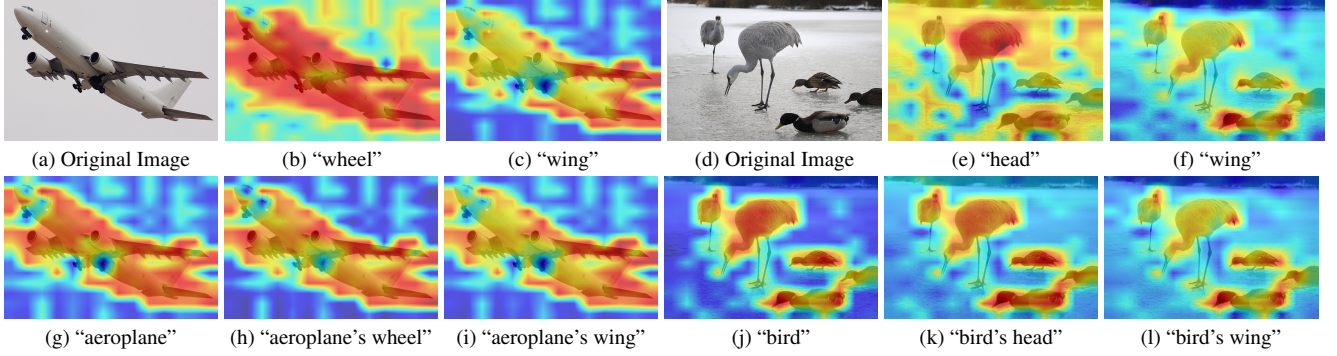 (a) Original Image (b) “wheel” (c) “wing” (d) Original Image (e) “head” (f) “wing”
(g) “aeroplane” (h) “aeroplane’s wheel” (i) “aeroplane’s wing” (j) “bird” (k) “bird’s head” (l) “bird’s wing”